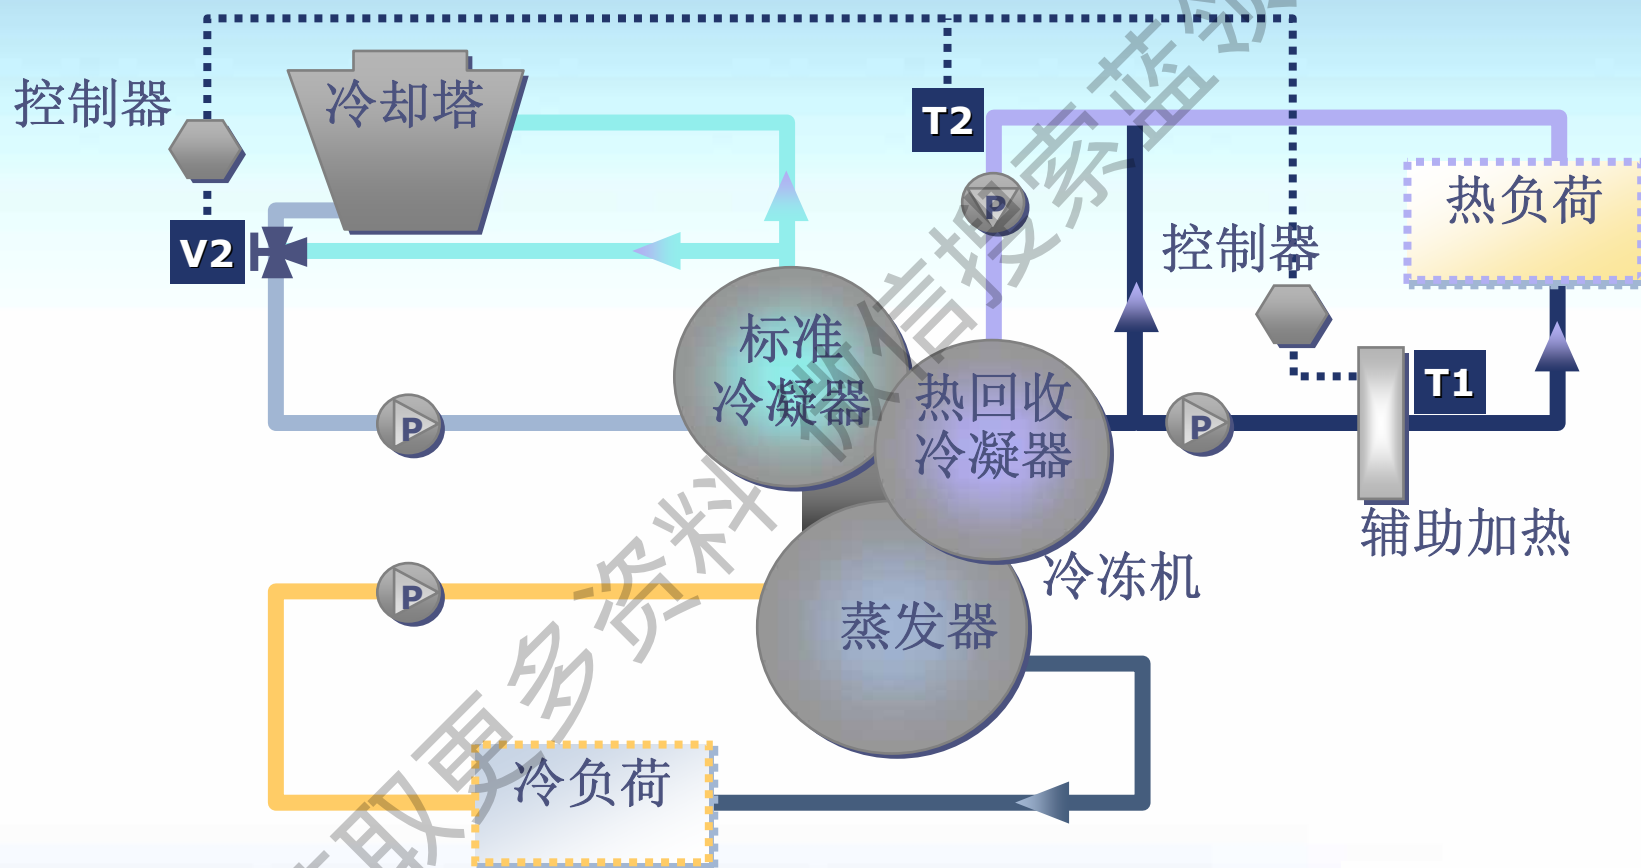 控制器
冷却塔
T2
热负荷
V2
控制器
P
标准
冷凝器
热回收
冷凝器
P
P
T1
辅助加热
冷冻机
P
蒸发器
冷负荷
取更多资料 微信搜索蓝领